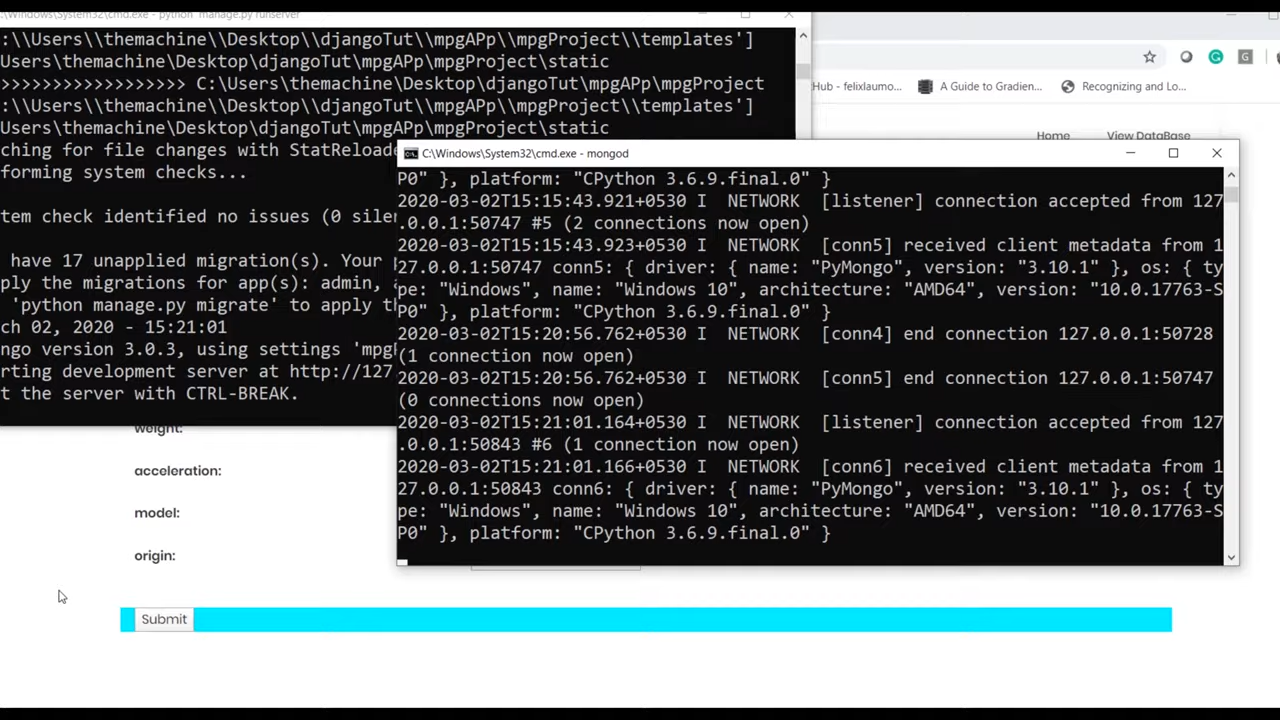 :\Windows\System32\cmd.exe - python manage.py runserver
:\\Users\\themachine\\Desktop\\djangoTut\\mpgAPp\\mpgProject\\templates']
Users\themachine\Desktop\djangoTut\mpgAPp\mpgProject\static
>>>>>>>>>>>>>>>>> C:\Users\themachine\Desktop\djangoTut\mpgAPp\mpgProject
:\\Users\\themachine\\Desktop\\djangoTut\\mpgAPp\\mpgProject\\templates']
Users\themachine\Desktop\djangoTut\mpgAPp\mpgProject\static
ching for file changes with StatReloade
forming system checks...
tem check identified no issues (0 siler
have 17 unapplied migration(s). Your
ply the migrations for app(s): admin,
'python manage.py migrate' to apply th
ch 02, 2020 - 15:21:01
ngo version 3.0.3, using settings 'mpg
rting development server at http://127
t the server with CTRL-BREAK.
Hub - felixlaumo...
A Guide to Gradien...
Recognizing and Lo...
Home
View DataBase
C:\Windows\System32\cmd.exe - mongod
P0" }, platform: "CPython 3.6.9.final.0" }
2020-03-02T15:15:43.921+0530 I NETWORK [listener] connection accepted from 127
.0.0.1:50747 #5 (2 connections now open)
2020-03-02T15:15:43.923+0530 I NETWORK [conn5] received client metadata from 1
27.0.0.1:50747 conn5: { driver: { name: "PyMongo", version: "3.10.1" }, os: { ty
pe: "Windows", name: "Windows 10", architecture: "AMD64", version: "10.0.17763-S
P0" }, platform: "CPython 3.6.9.final.0" }
2020-03-02T15:20:56.762+0530 I NETWORK [conn4] end connection 127.0.0.1:50728
(1 connection now open)
2020-03-02T15:20:56.762+0530 I NETWORK [conn5] end connection 127.0.0.1:50747
(0 connections now open)
2020-03-02T15:21:01.164+0530 I NETWORK [listener] connection accepted from 127
.0.0.1:50843 #6 (1 connection now open)
2020-03-02T15:21:01.166+0530 I NETWORK [conn6] received client metadata from 1
27.0.0.1:50843 conn6: { driver: { name: "PyMongo", version: "3.10.1" }, os: { ty
pe: "Windows", name: "Windows 10", architecture: "AMD64", version: "10.0.17763-S
P0" }, platform: "CPython 3.6.9.final.0" }
weight:
acceleration:
model:
origin:
Submit